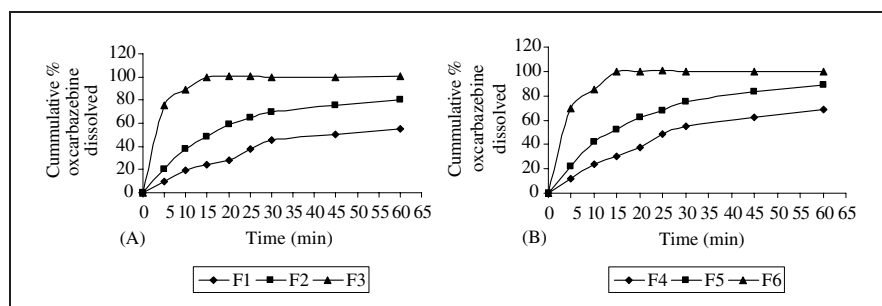 120
100
80
60
40
20
0
Cummulative %
oxcarbazebine
dissolved
0 5 10 15 20 25 30 35 40 45 50 55 60 65
(A)
Time (min)
F1 F2 F3
120
100
80
60
40
20
0
Cummulative %
oxcarbazebine
dissolved
0 5 10 15 20 25 30 35 40 45 50 55 60 65
(B)
Time (min)
F4 F5 F6